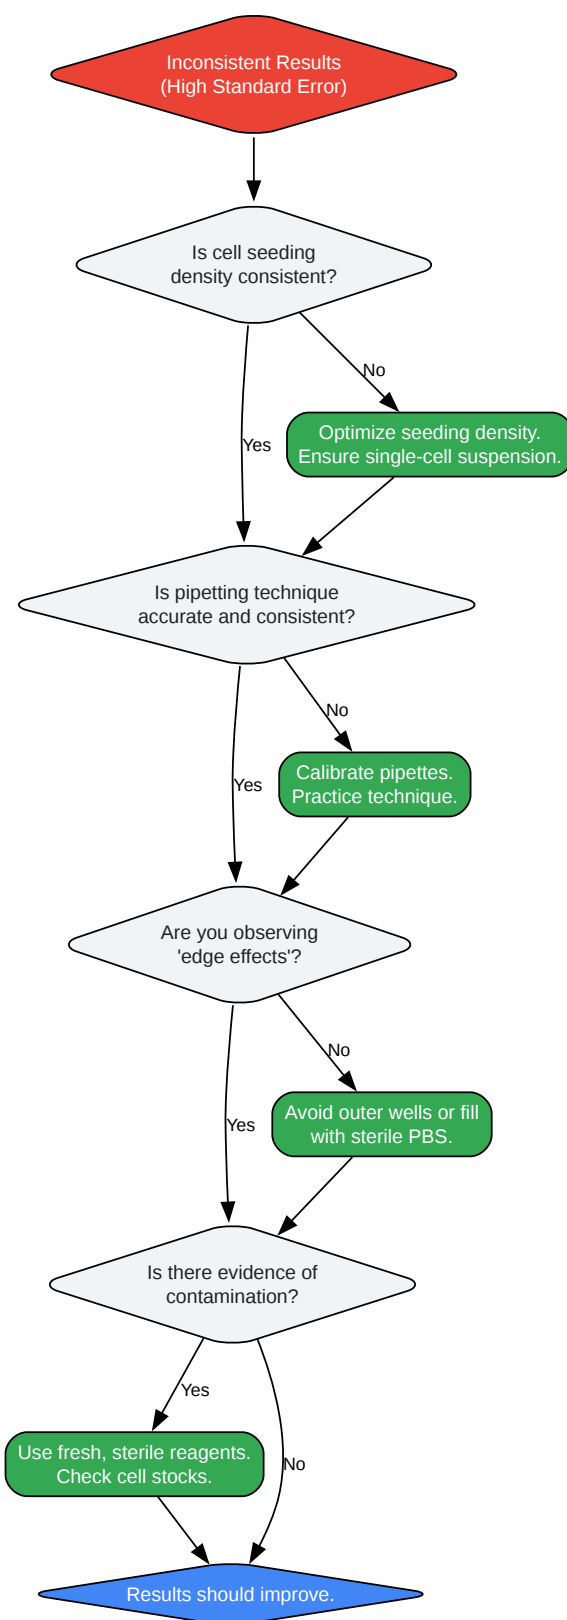 Inconsistent Results
(High Standard Error)
Is cell seeding
density consistent?
No
Yes
Optimize seeding density.
Ensure single-cell suspension.
Is pipetting technique
accurate and consistent?
No
Yes
Calibrate pipettes.
Practice technique.
Are you observing
'edge effects'?
No
Yes
Avoid outer wells or fill
with sterile PBS.
Is there evidence of
contamination?
Yes
No
Use fresh, sterile reagents.
Check cell stocks.
Results should improve.